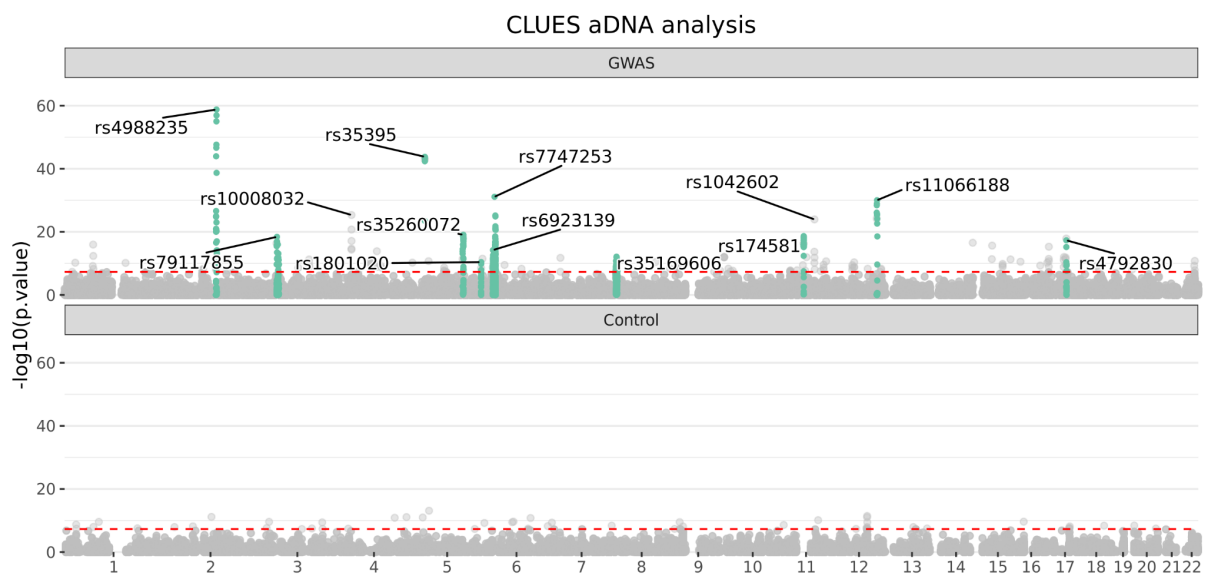 CLUES aDNA analysis
GWAS
60
rs4988235
rs35395
rs7747253
40
rs1042602
rs11066188
rs10008032
rs35260072
rs6923139
20
rs174581
rs79117855
rs1801020
rs35169606
rs4792830
0
-log10(p.value)
Control
60
40
20
0
1 2 3 4 5 6 7 8 9 10 11 12 13 14 15 16 17 18 19 20 21 22